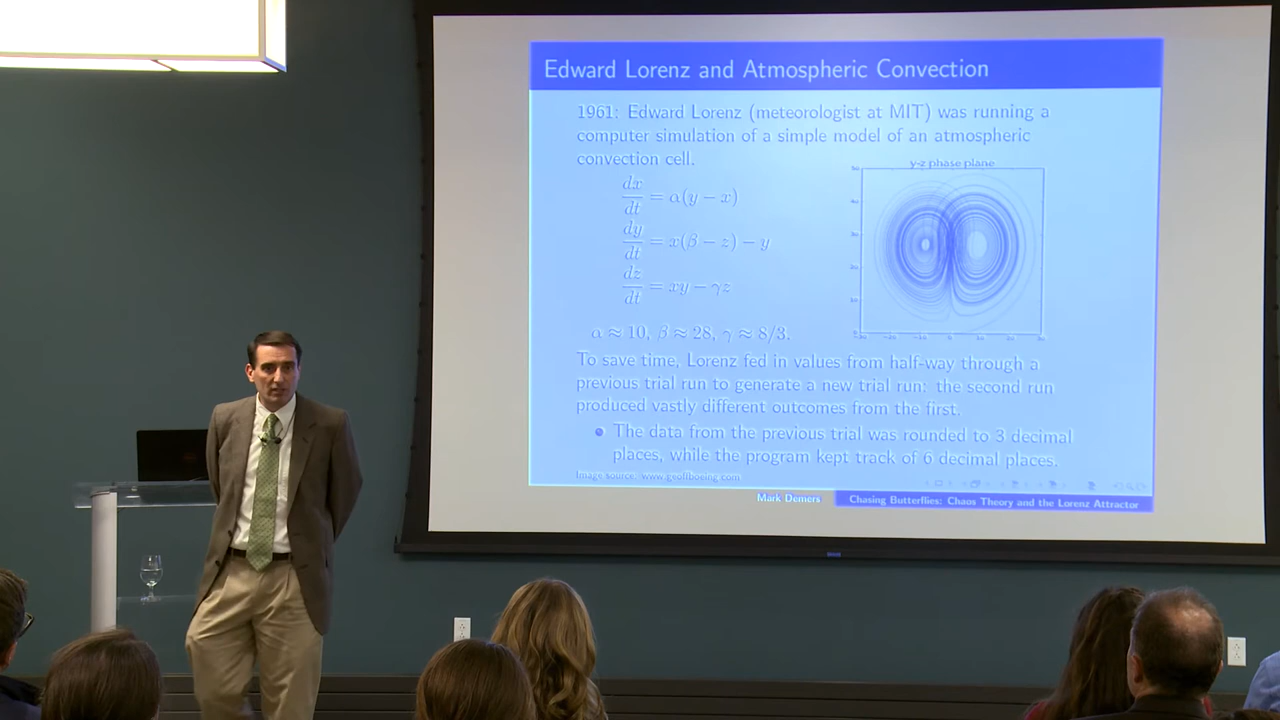 Edward Lorenz and Atmospheric Convection
1961: Edward Lorenz (meteorologist at MIT) was running a
computer simulation of a simple model of an atmospheric
convection cell.
y-z phase plane
dx/dt = α(y − x)
dy/dt = x(β − z) − y
dz/dt = xy − γz
α ≈ 10, β ≈ 28, γ ≈ 8/3.
To save time, Lorenz fed in values from half-way through a
previous trial run to generate a new trial run: the second run
produced vastly different outcomes from the first.
The data from the previous trial was rounded to 3 decimal
places, while the program kept track of 6 decimal places.
Image source: www.geoffboeing.com
Mark Demers
Chasing Butterflies: Chaos Theory and the Lorenz Attractor